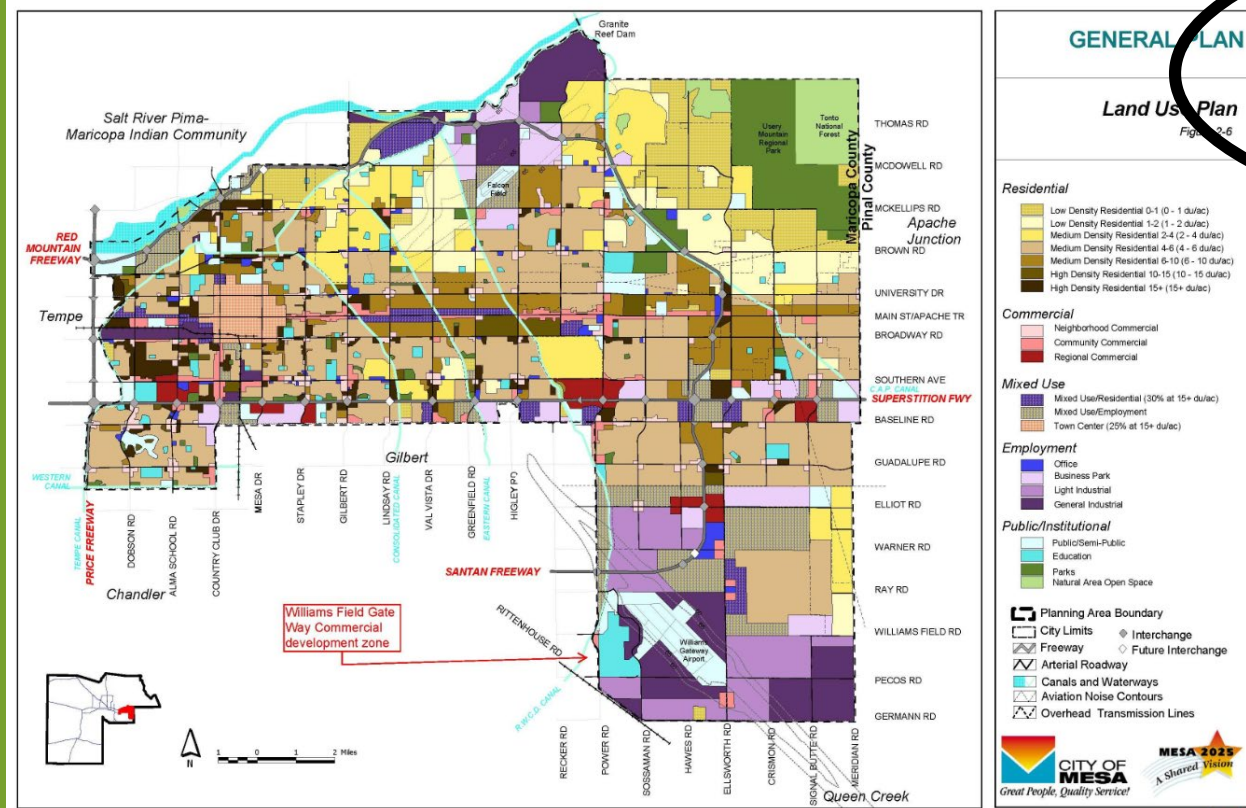 Granite
Reef Dam
Salt River Pima-
Maricopa Indian Community
THOMAS RD
Usery
Mountain
Regional
Park
Tonto
National
Forest
MCDOWELL RD
Falcon
Field
MCKELLIPS RD
Maricopa County
Pinal County
Apache
Junction
RED
MOUNTAIN
FREEWAY
BROWN RD
UNIVERSITY DR
Tempe
MAIN ST/APACHE TR
BROADWAY RD
SOUTHERN AVE
C.A.P. CANAL
SUPERSTITION FWY
BASELINE RD
Gilbert
GUADALUPE RD
WESTERN
CANAL
ELLIOT RD
WARNER RD
SANTAN FREEWAY
RAY RD
Chandler
WILLIAMS FIELD RD
PECOS RD
GERMANN RD
TEMPE CANAL
PRICE FREEWAY
DOBSON RD
ALMA SCHOOL RD
COUNTRY CLUB DR
MESA DR
STAPLEY DR
GILBERT RD
LINDSAY RD
CONSOLIDATED CANAL
VAL VISTA DR
GREENFIELD RD
EASTERN CANAL
HIGLEY RD
RITTENHOUSE RD
R.W.C.D. CANAL
Williams Field Gate
Way Commercial
development zone
Williams
Gateway
Airport
RECKER RD
POWER RD
SOSSAMAN RD
HAWES RD
ELLSWORTH RD
CRISMON RD
SIGNAL BUTTE RD
MERIDIAN RD
Queen Creek
N
1 0 1 2 Miles
GENERAL PLAN
Land Use Plan
Figure 2-6
Residential
Low Density Residential 0-1 (0 - 1 du/ac)
Low Density Residential 1-2 (1 - 2 du/ac)
Medium Density Residential 2-4 (2 - 4 du/ac)
Medium Density Residential 4-6 (4 - 6 du/ac)
Medium Density Residential 6-10 (6 - 10 du/ac)
High Density Residential 10-15 (10 - 15 du/ac)
High Density Residential 15+ (15+ du/ac)
Commercial
Neighborhood Commercial
Community Commercial
Regional Commercial
Mixed Use
Mixed Use/Residential (30% at 15+ du/ac)
Mixed Use/Employment
Town Center (25% at 15+ du/ac)
Employment
Office
Business Park
Light Industrial
General Industrial
Public/Institutional
Public/Semi-Public
Education
Parks
Natural Area Open Space
Planning Area Boundary
City Limits
Interchange
Freeway
Future Interchange
Arterial Roadway
Canals and Waterways
Aviation Noise Contours
Overhead Transmission Lines
CITY OF
MESA
Great People, Quality Service!
MESA 2025
A Shared Vision